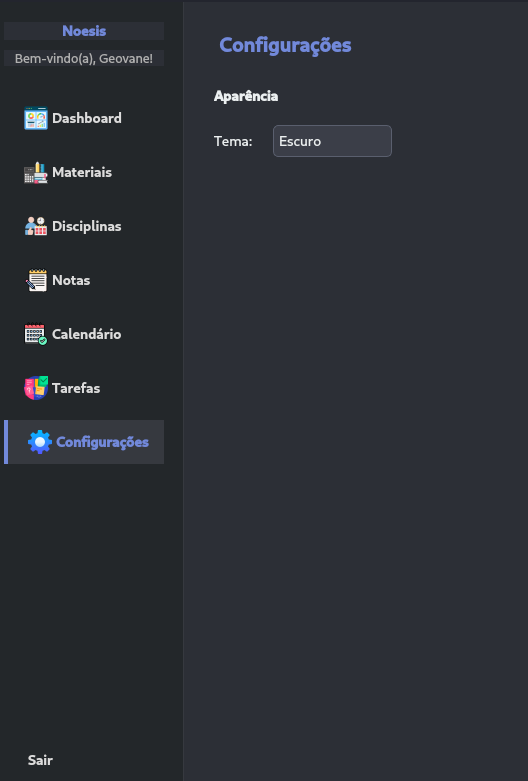 Noesis
Bem-vindo(a), Geovane!
Dashboard
Materiais
Disciplinas
Notas
Calendário
Tarefas
Configurações
Sair
Configurações
Aparência
Tema: Escuro